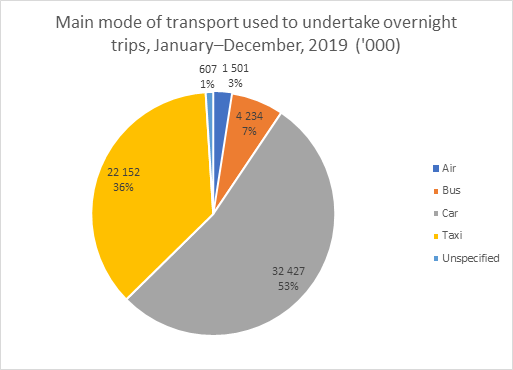 Main mode of transport used to undertake overnight
trips, January–December, 2019 ('000)
607
1%
1 501
3%
4 234
7%
22 152
36%
32 427
53%
Air
Bus
Car
Taxi
Unspecified